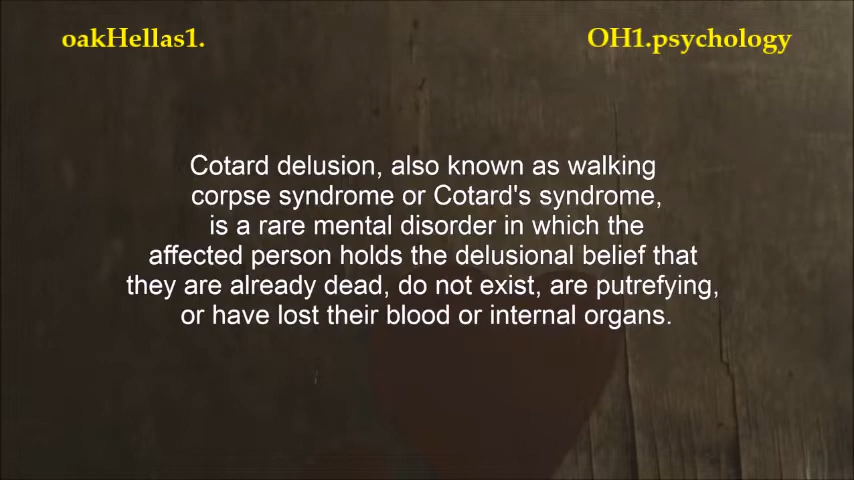 oakHellas1.
OH1.psychology
Cotard delusion, also known as walking
corpse syndrome or Cotard's syndrome,
is a rare mental disorder in which the
affected person holds the delusional belief that
they are already dead, do not exist, are putrefying,
or have lost their blood or internal organs.